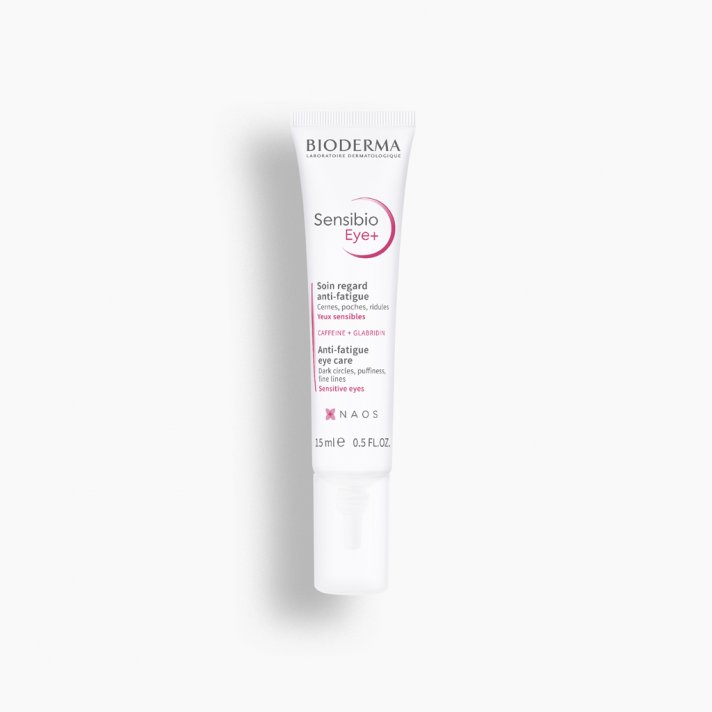 BIODERMA
LABORATOIRE DERMATOLOGIQUE
Sensibio
Eye+
Soin regard
anti-fatigue
Cernes, poches, ridules
Yeux sensibles
CAFFEINE + GLABRIDIN
Anti-fatigue
eye care
Dark circles, puffiness,
fine lines
Sensitive eyes
NAOS
15 ml ℮ 0.5 FL.OZ.